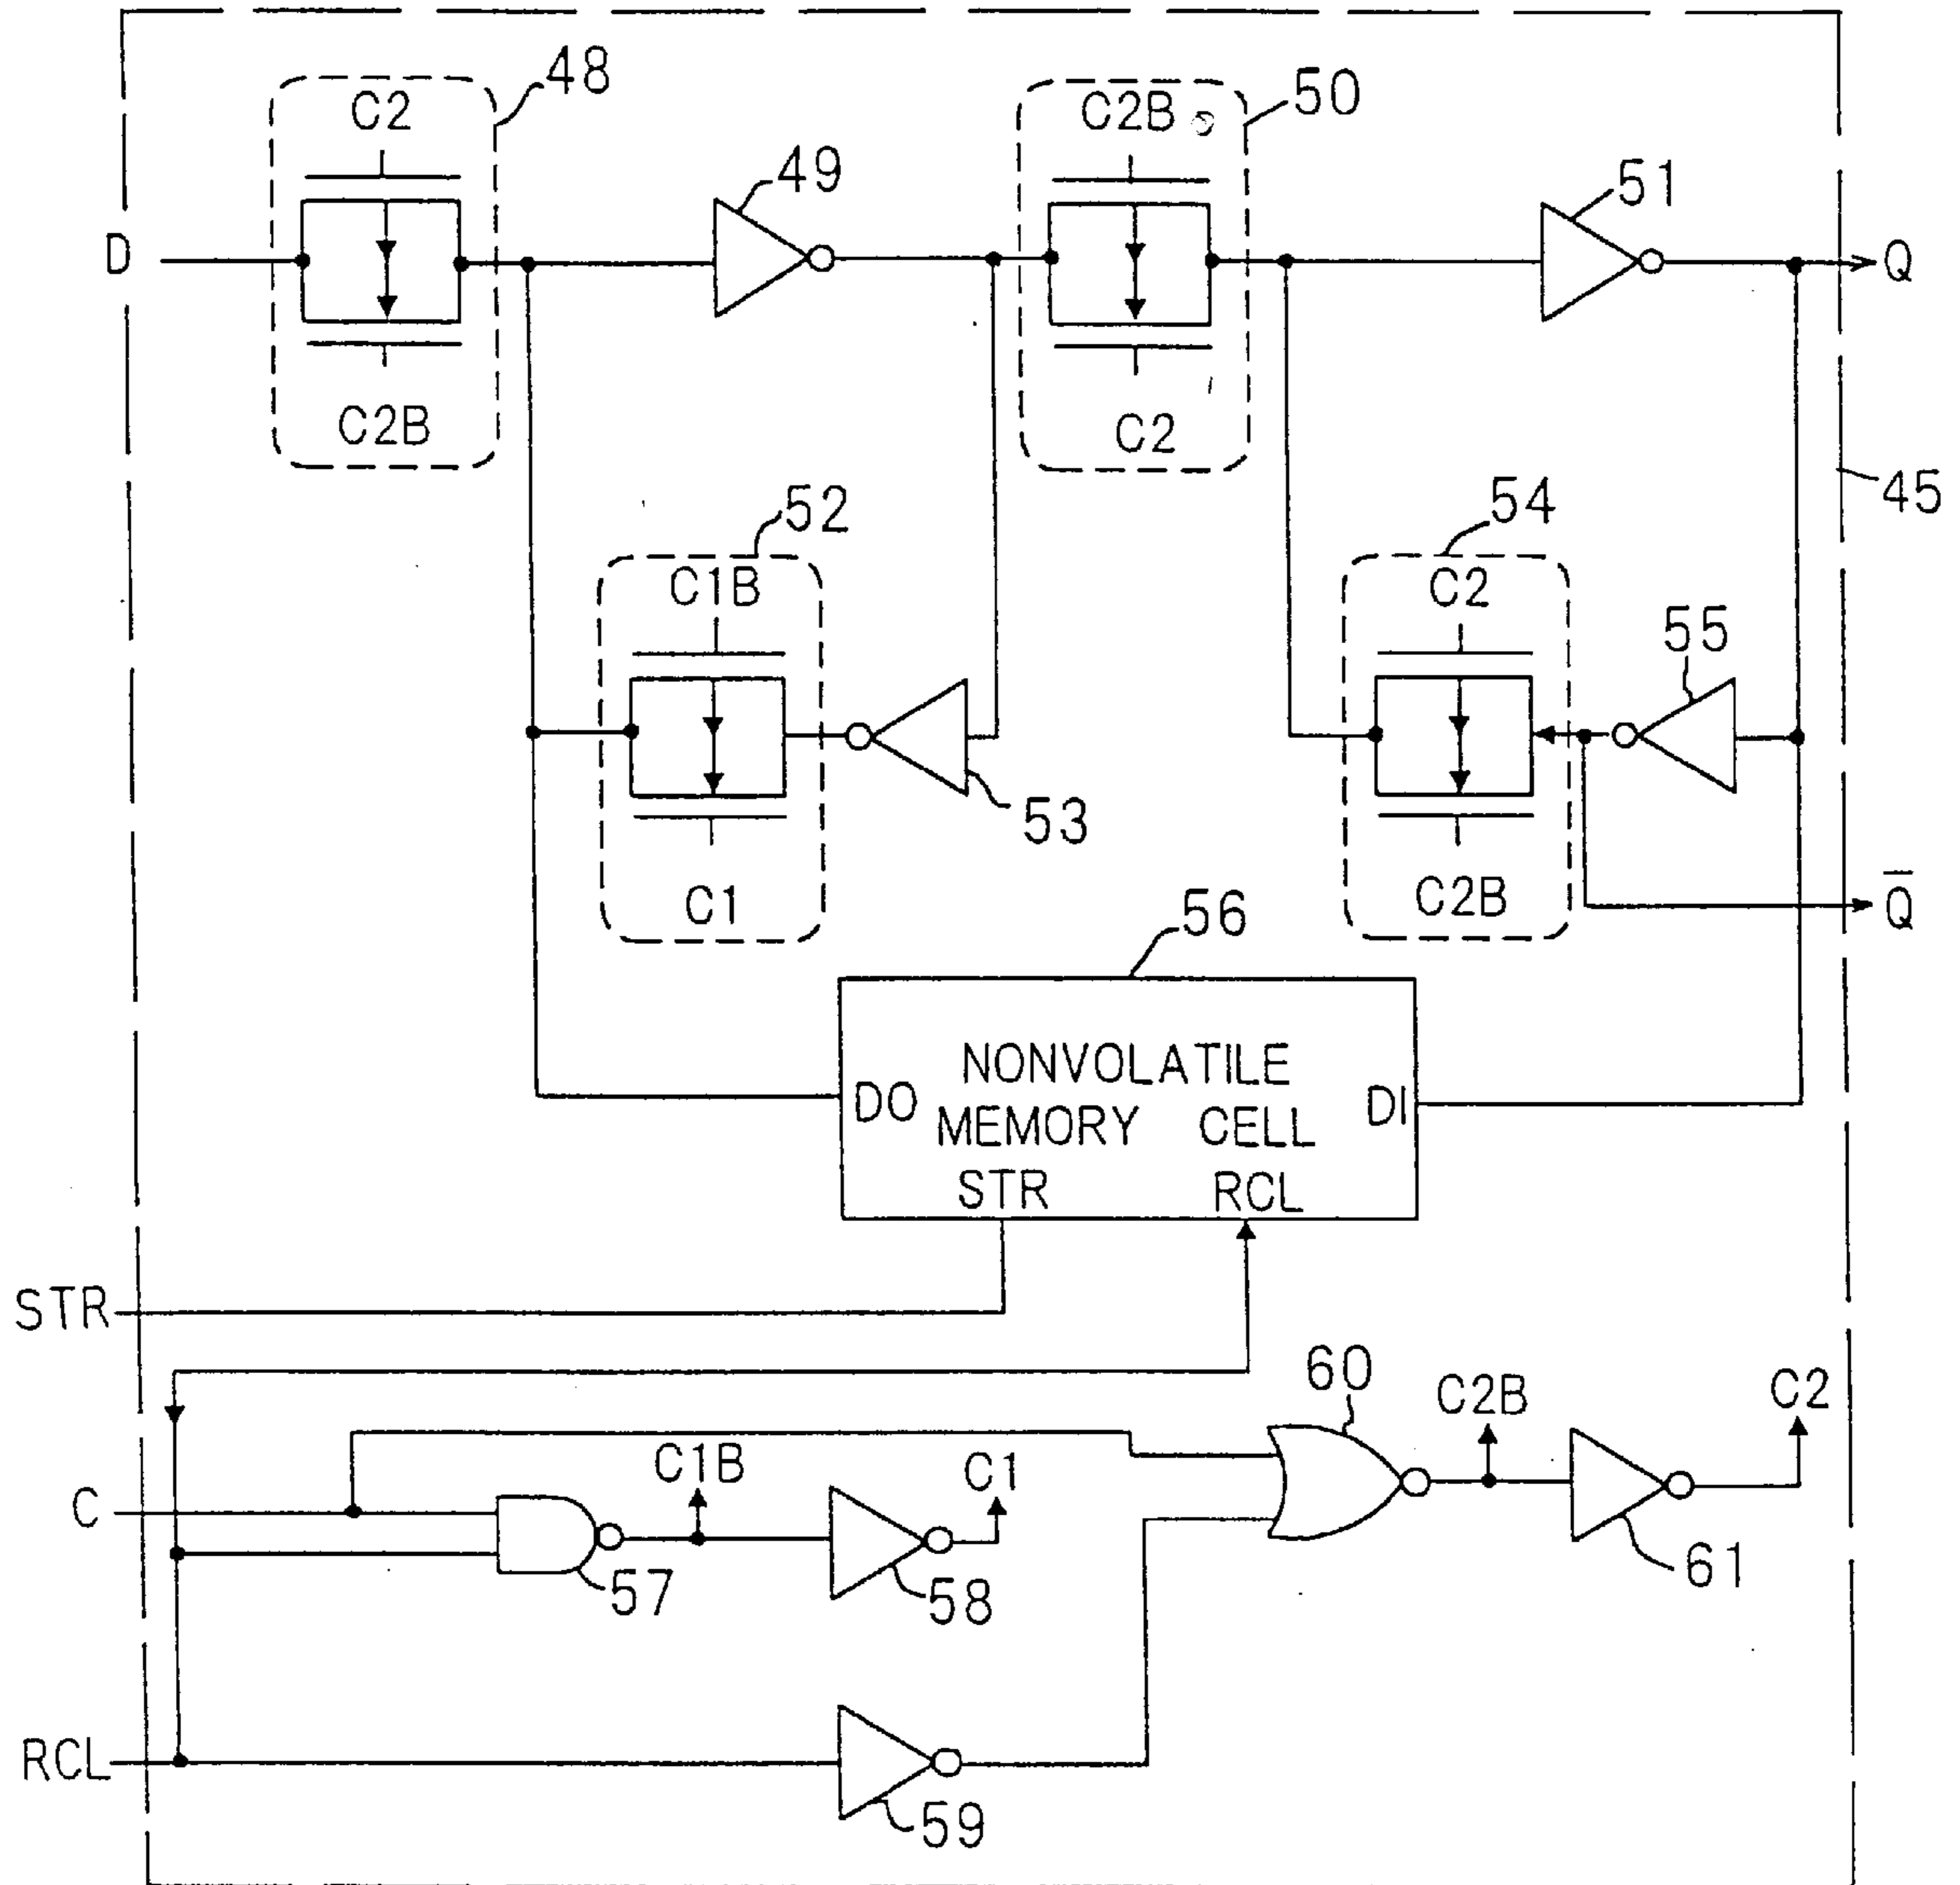 48
C2
C2B
50
49
51
D
Q
C2B
C2
45
52
54
C1B
C2
55
53
C1
C2B
Q̅
56
NONVOLATILE
DO MEMORY CELL DI
STR RCL
STR
60
C2B
C2
C1B
C1
C
57
58
61
RCL
59